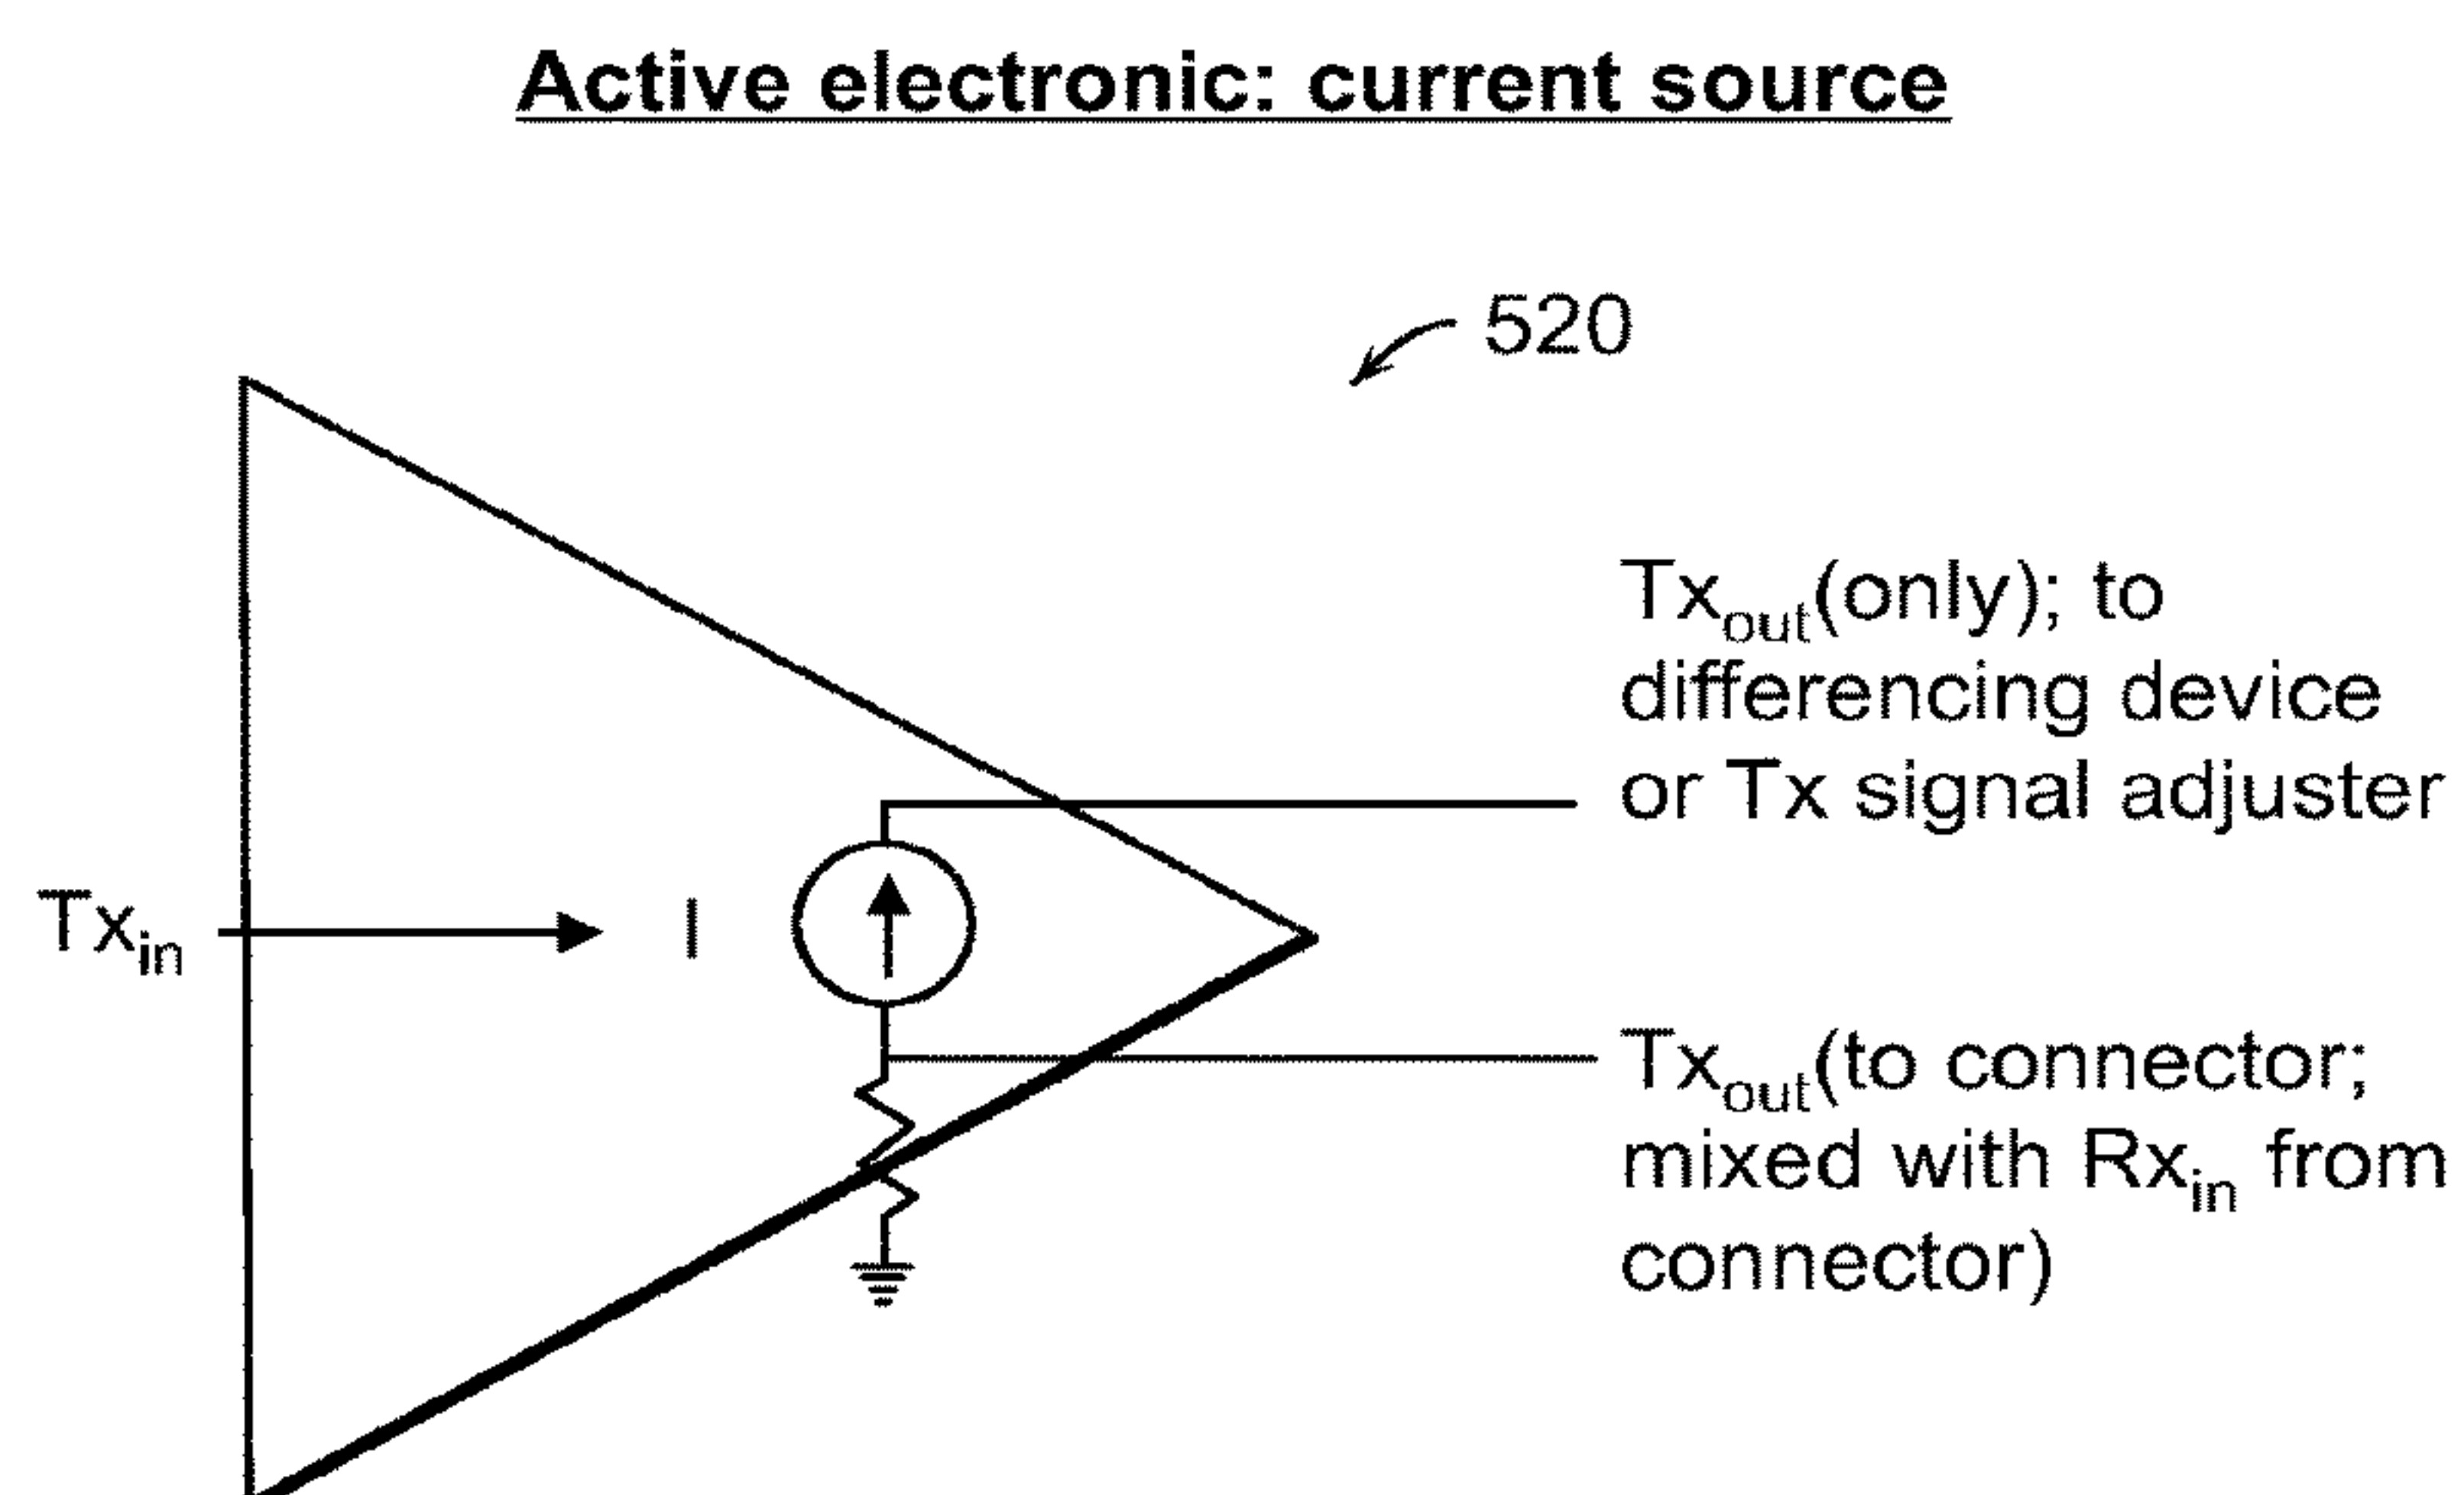 Active electronic: current source
520
Tx_out(only); to
differencing device
or Tx signal adjuster
Tx_in
I
Tx_out(to connector;
mixed with Rx_in from
connector)